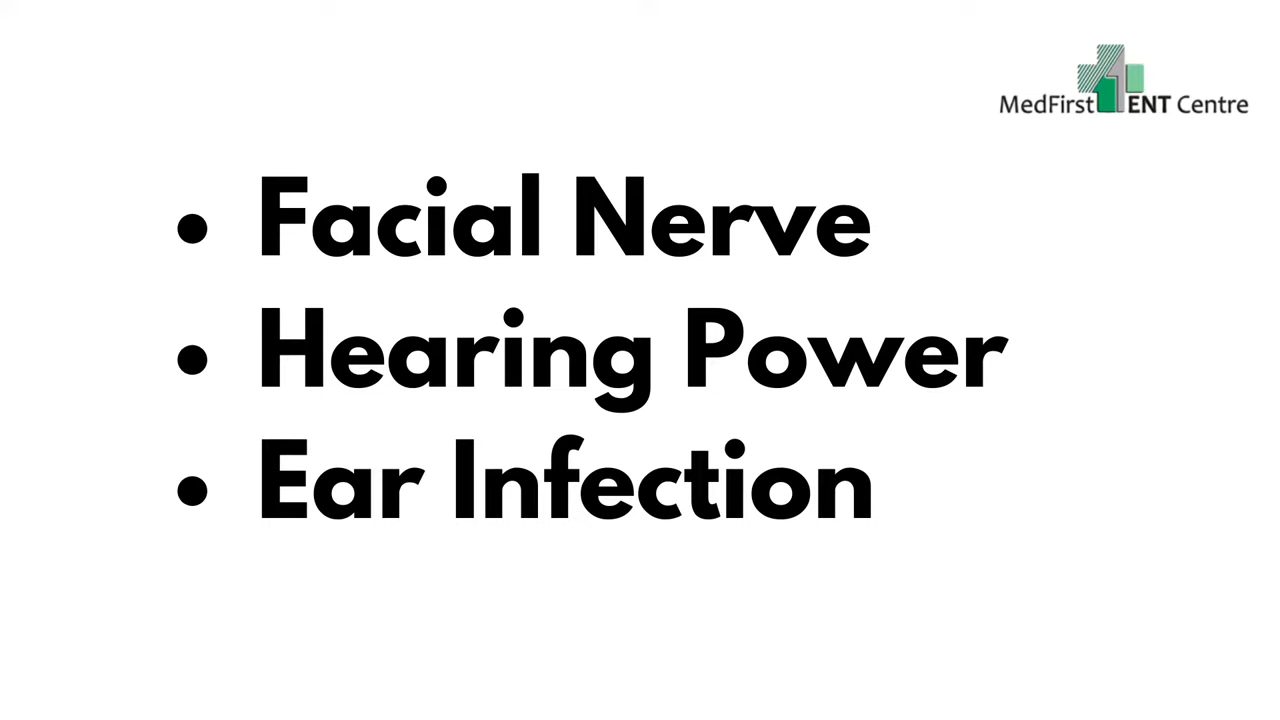 MedFirst ENT Centre
• Facial Nerve
• Hearing Power
• Ear Infection